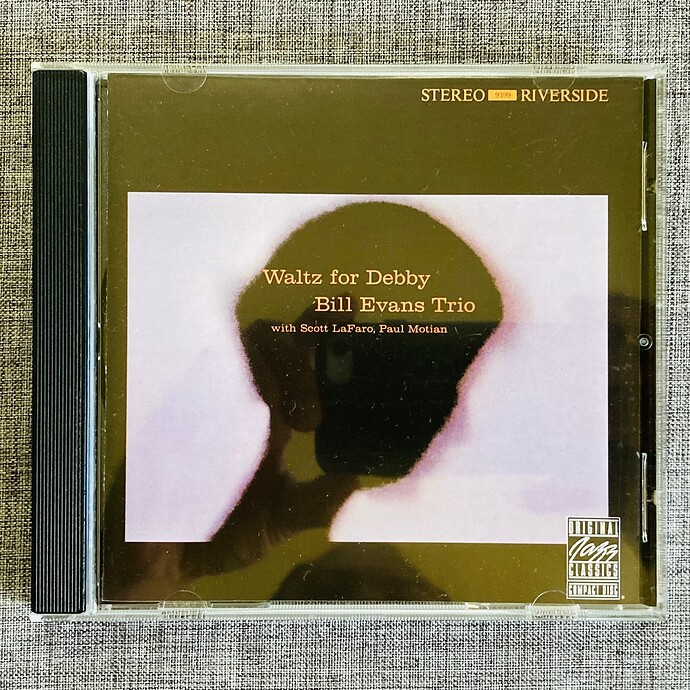 STEREO 9399 RIVERSIDE
Waltz for Debby
Bill Evans Trio
with Scott LaFaro, Paul Motian
ORIGINAL
Jazz
CLASSICS
COMPACT DISC